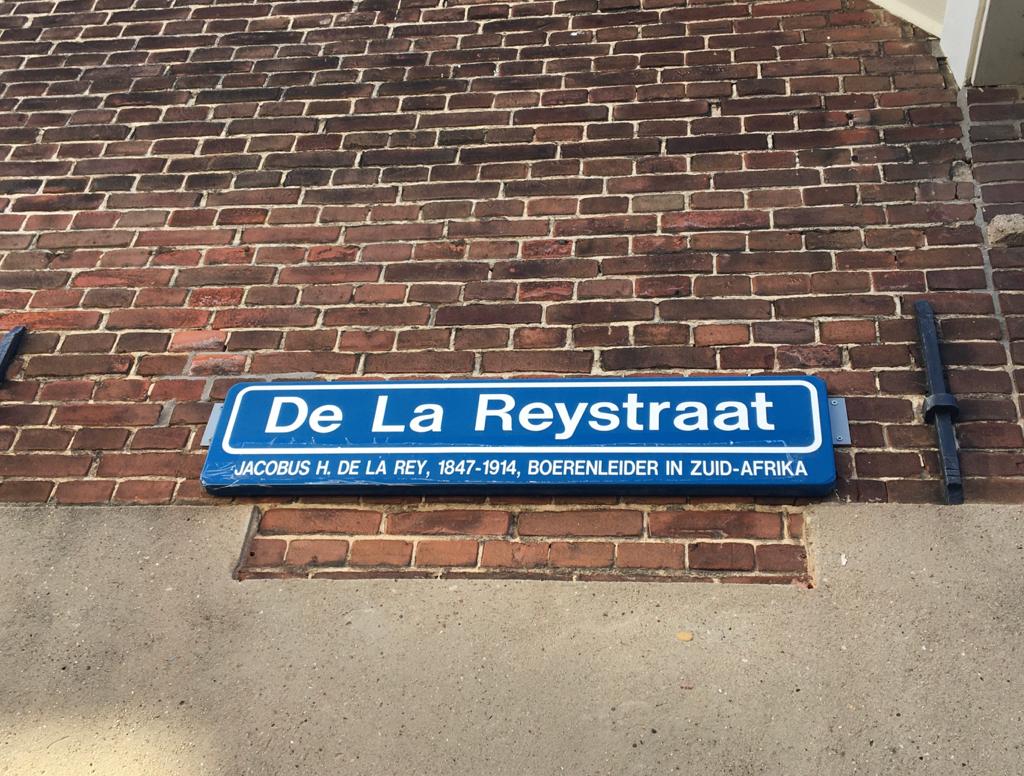 De La Reystraat
JACOBUS H. DE LA REY, 1847-1914, BOERENLEIDER IN ZUID-AFRIKA